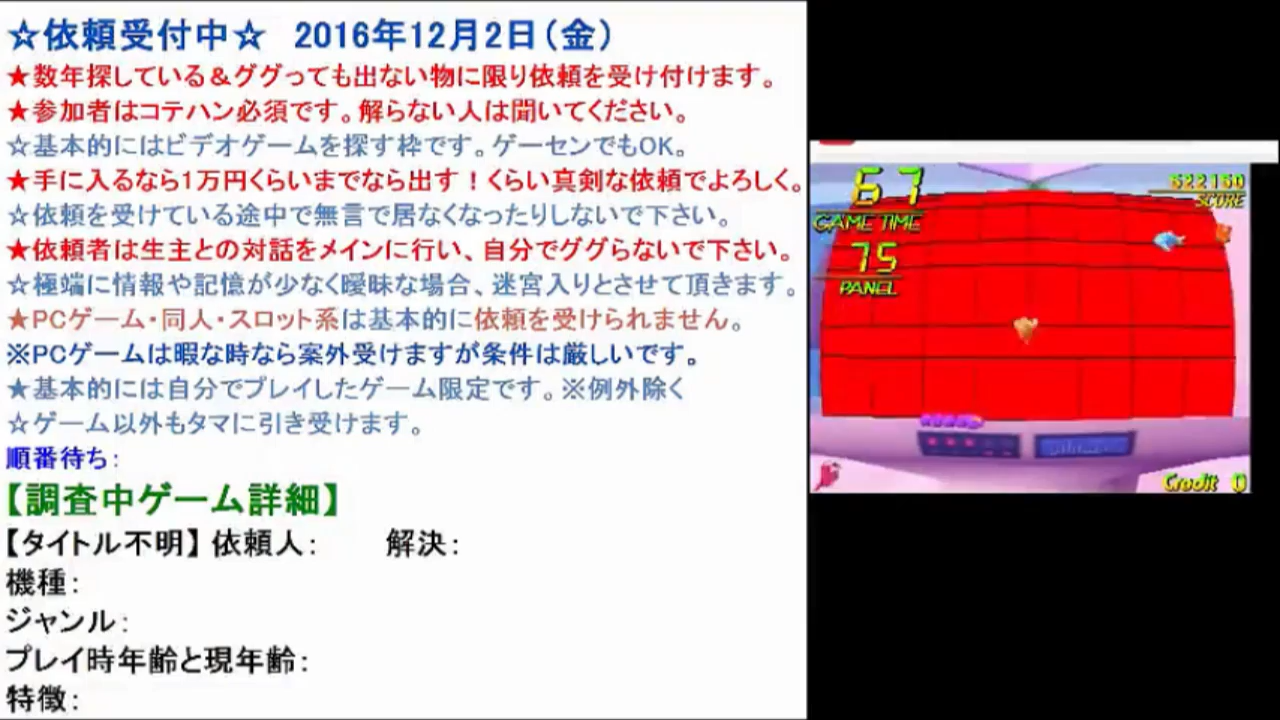 ☆依頼受付中☆ 2016年12月2日(金)
★数年探している&ググっても出ない物に限り依頼を受け付けます。
★参加者はコテハン必須です。解らない人は聞いてください。
☆基本的にはビデオゲームを探す枠です。ゲーセンでもOK。
★手に入るなら1万円くらいまでなら出す!くらい真剣な依頼でよろしく。
☆依頼を受けている途中で無言で居なくなったりしないで下さい。
★依頼者は生主との対話をメインに行い、自分でググらないで下さい。
☆極端に情報や記憶が少なく曖昧な場合、迷宮入りとさせて頂きます。
★PCゲーム・同人・スロット系は基本的に依頼を受けられません。
※PCゲームは暇な時なら案外受けますが条件は厳しいです。
★基本的には自分でプレイしたゲーム限定です。※例外除く
☆ゲーム以外もタマに引き受けます。
順番待ち:
【調査中ゲーム詳細】
【タイトル不明】依頼人: 解決:
機種:
ジャンル:
プレイ時年齢と現年齢:
特徴:
67
GAME TIME
75
PANEL
522150
SCORE
Credit 0